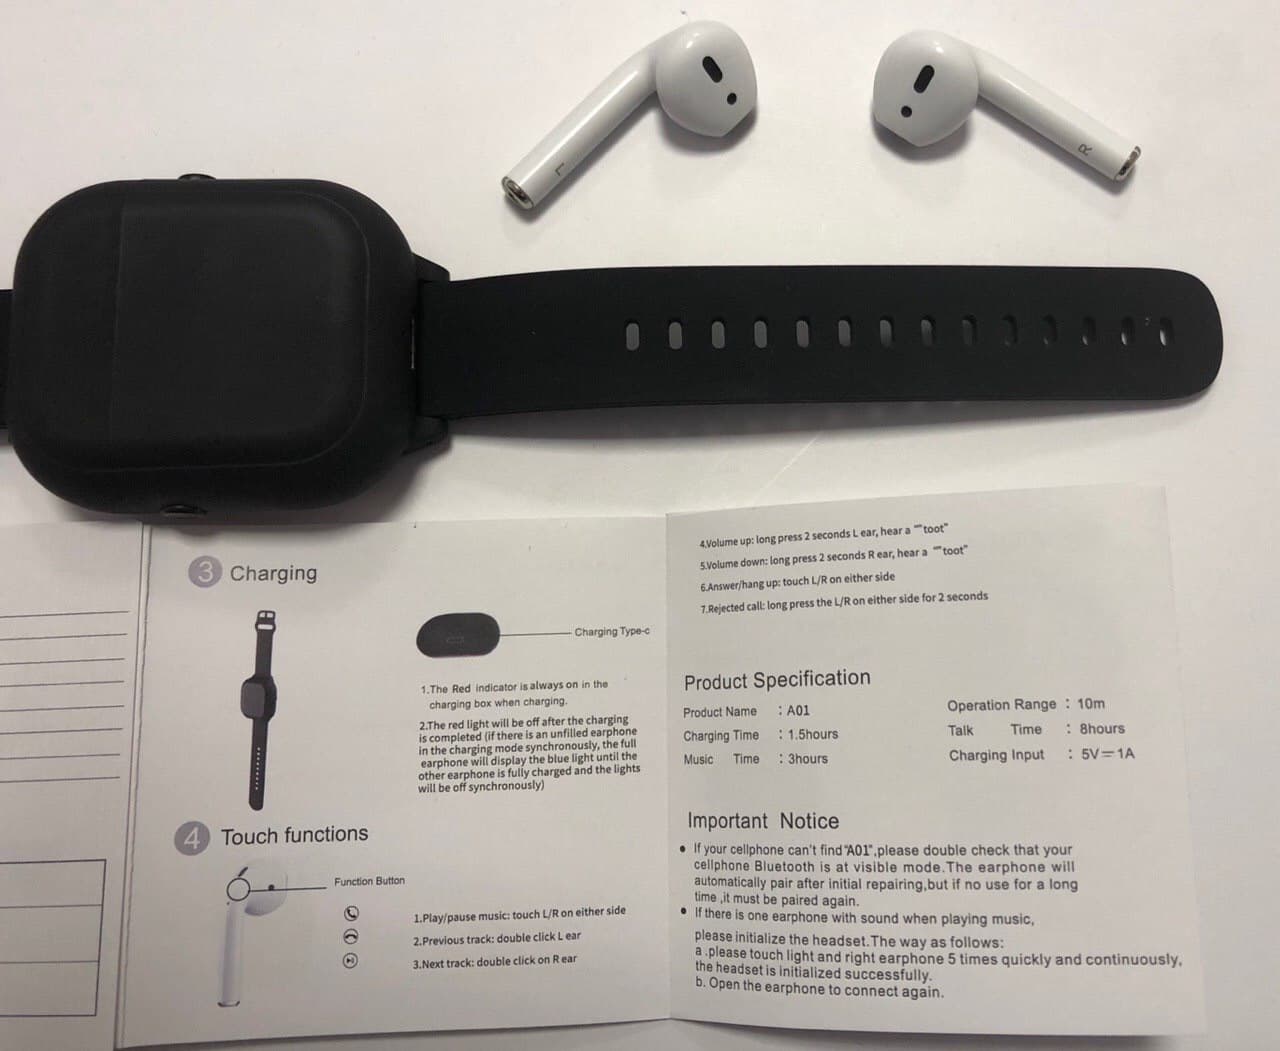 L
R
3 Charging
Charging Type-c
1.The Red indicator is always on in the
charging box when charging.
2.The red light will be off after the charging
is completed (if there is an unfilled earphone
in the charging mode synchronously, the full
earphone will display the blue light until the
other earphone is fully charged and the lights
will be off synchronously)
4 Touch functions
Function Button
1.Play/pause music: touch L/R on either side
2.Previous track: double click L ear
3.Next track: double click on R ear
4.Volume up: long press 2 seconds L ear, hear a "“toot”
5.Volume down: long press 2 seconds R ear, hear a "“toot”
6.Answer/hang up: touch L/R on either side
7.Rejected call: long press the L/R on either side for 2 seconds
Product Specification
Product Name : A01
Charging Time : 1.5hours
Music Time : 3hours
Operation Range : 10m
Talk Time : 8hours
Charging Input : 5V⎓1A
Important Notice
• If your cellphone can't find“A01”,please double check that your
cellphone Bluetooth is at visible mode.The earphone will
automatically pair after initial repairing,but if no use for a long
time ,it must be paired again.
• If there is one earphone with sound when playing music,
please initialize the headset.The way as follows:
a .please touch light and right earphone 5 times quickly and continuously,
the headset is initialized successfully.
b. Open the earphone to connect again.